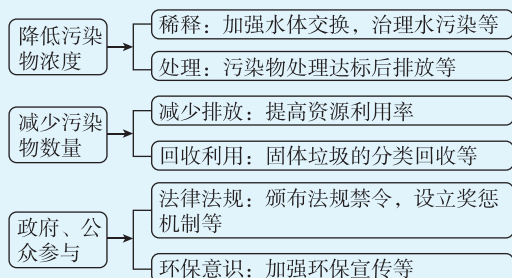 降低污染
物浓度
稀释：加强水体交换，治理水污染等
处理：污染物处理达标后排放等
减少污染
物数量
减少排放：提高资源利用率
回收利用：固体垃圾的分类回收等
政府、公
众参与
法律法规：颁布法规禁令，设立奖惩
机制等
环保意识：加强环保宣传等